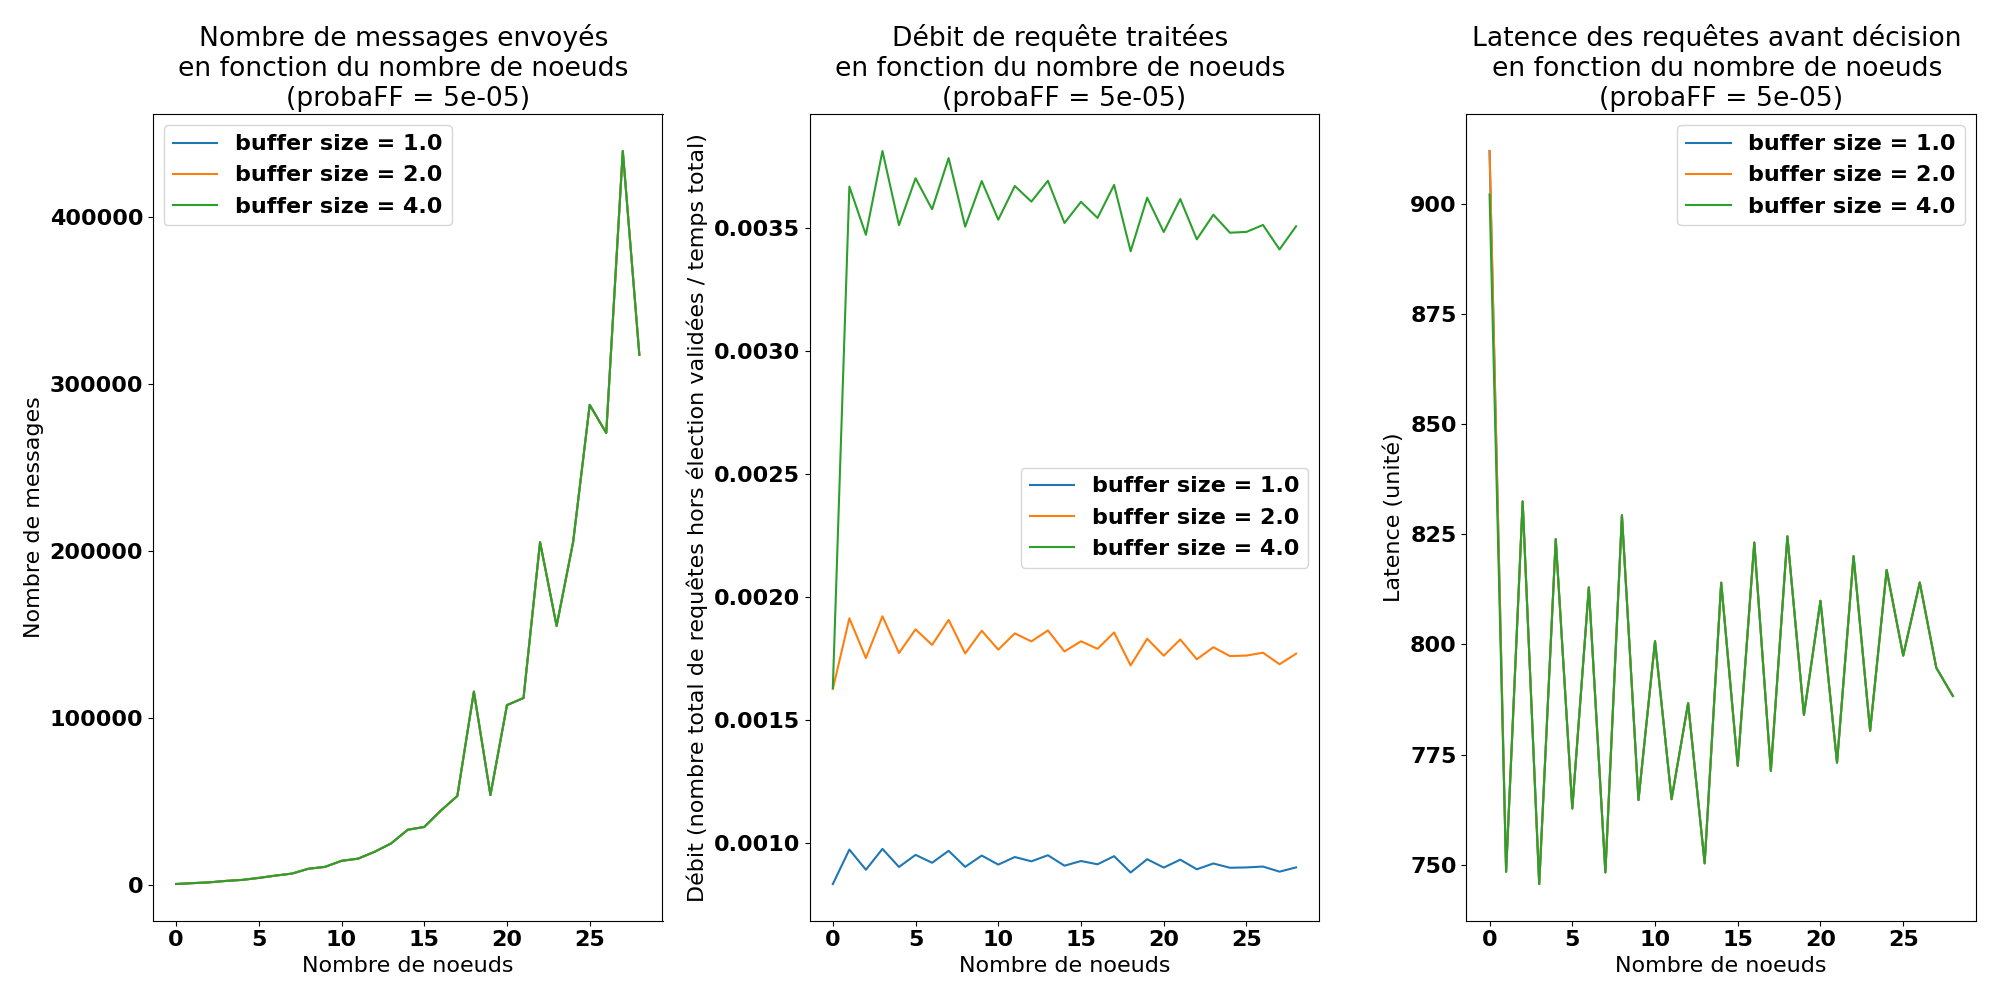 Nombre de messages envoyés
en fonction du nombre de noeuds
(probaFF = 5e-05)
buffer size = 1.0
buffer size = 2.0
buffer size = 4.0
400000
300000
200000
100000
0
Nombre de messages
0 5 10 15 20 25
Nombre de noeuds
Débit de requête traitées
en fonction du nombre de noeuds
(probaFF = 5e-05)
0.0035
0.0030
0.0025
0.0020
0.0015
0.0010
Débit (nombre total de requêtes hors élection validées / temps total)
buffer size = 1.0
buffer size = 2.0
buffer size = 4.0
0 5 10 15 20 25
Nombre de noeuds
Latence des requêtes avant décision
en fonction du nombre de noeuds
(probaFF = 5e-05)
buffer size = 1.0
buffer size = 2.0
buffer size = 4.0
900
875
850
825
800
775
750
Latence (unité)
0 5 10 15 20 25
Nombre de noeuds